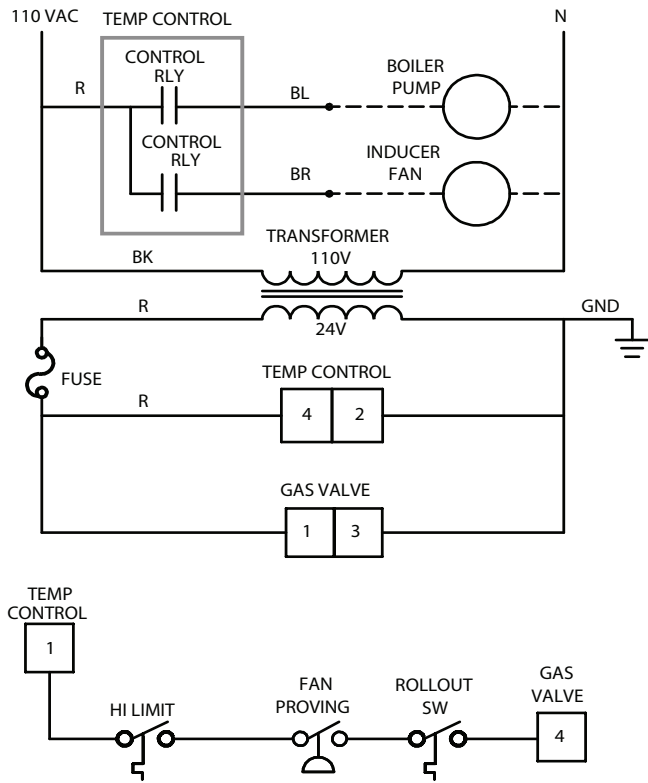 110 VAC
TEMP CONTROL
N
CONTROL
RLY
BOILER
PUMP
R
BL
CONTROL
RLY
INDUCER
FAN
BR
TRANSFORMER
110V
BK
R
24V
GND
FUSE
TEMP CONTROL
R
4 2
GAS VALVE
1 3
TEMP
CONTROL
1
HI LIMIT
FAN
PROVING
ROLLOUT
SW
GAS
VALVE
4